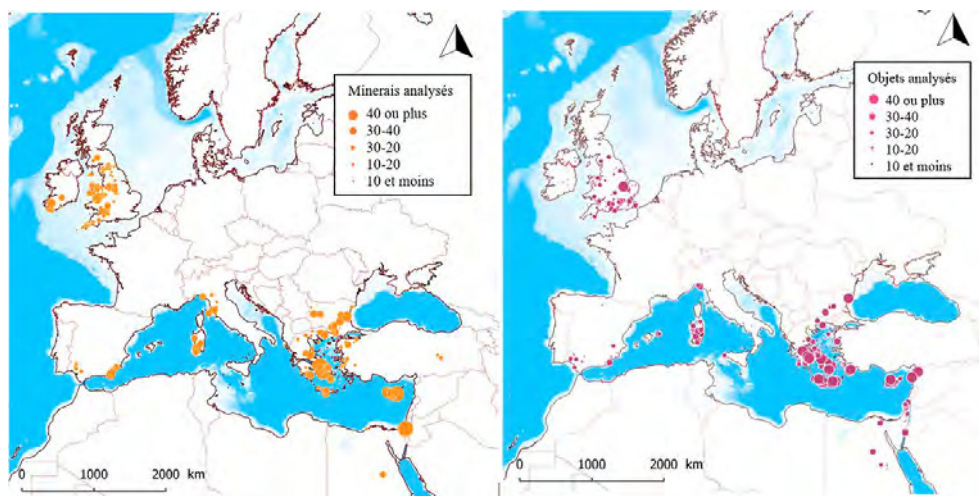 Minerais analysés
40 ou plus
30-40
30-20
10-20
10 et moins
0 1000 2000 km
Objets analysés
40 ou plus
30-40
30-20
10-20
10 et moins
0 1000 2000 km